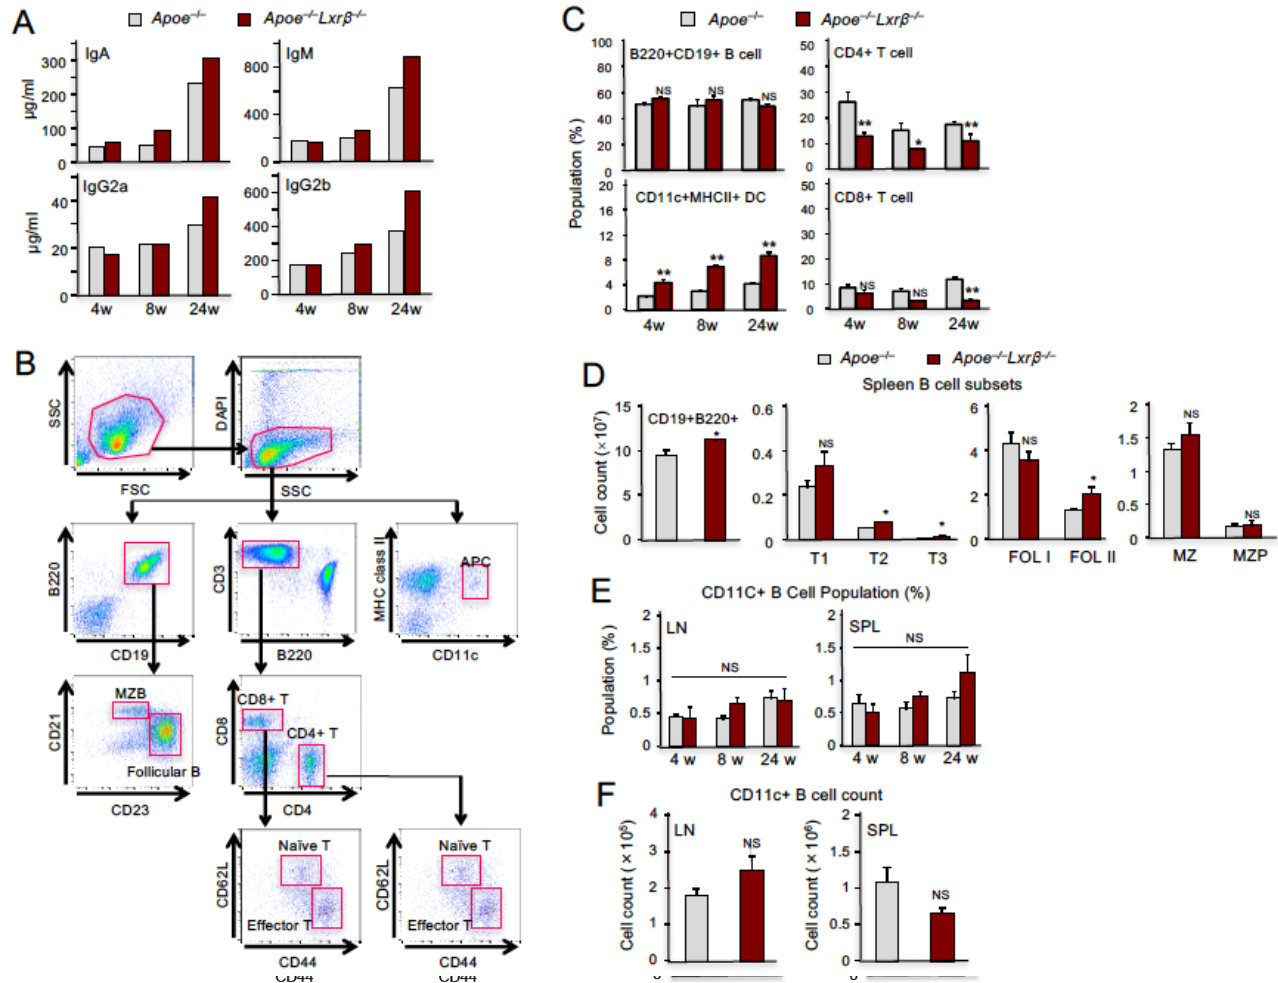 A
Apoe–/–
Apoe–/–Lxrβ–/–
IgA
µg/ml
300
200
100
0
IgM
800
400
0
IgG2a
µg/ml
40
20
0
4w 8w 24w
IgG2b
600
400
200
0
4w 8w 24w
B
SSC
FSC
DAPI
SSC
B220
CD19
CD3
B220
MHC class II
APC
CD11c
CD21
MZB
Follicular B
CD23
CD8
CD8+ T
CD4+ T
CD4
CD62L
Naïve T
Effector T
CD44
CD62L
Naïve T
Effector T
CD44
CD44
CD44
C
Apoe–/–
Apoe–/–Lxrβ–/–
Population (%)
B220+CD19+ B cell
100
80
60
40
20
0
NS NS NS
CD4+ T cell
50
40
30
20
10
0
** * **
CD11c+MHCII+ DC
20
16
12
8
4
0
** ** **
4w 8w 24w
CD8+ T cell
50
40
30
20
10
0
NS NS **
4w 8w 24w
Apoe–/–
Apoe–/–Lxrβ–/–
D
Spleen B cell subsets
Cell count (×10⁷)
CD19+B220+
15
10
5
0
*
0.6
0.4
0.2
0
NS * *
T1 T2 T3
6
4
2
0
NS *
FOL I FOL II
2
1.5
1
0.5
0
NS NS
MZ MZP
E
CD11C+ B Cell Population (%)
Population (%)
LN
2
1.5
1
0.5
0
NS
4 w 8 w 24 w
SPL
2
1.5
1
0.5
0
NS
4 w 8 w 24 w
F
CD11c+ B cell count
Cell count (×10⁵)
LN
4
3
2
1
0
NS
Cell count (×10⁶)
SPL
2
1.5
1
0.5
0
NS